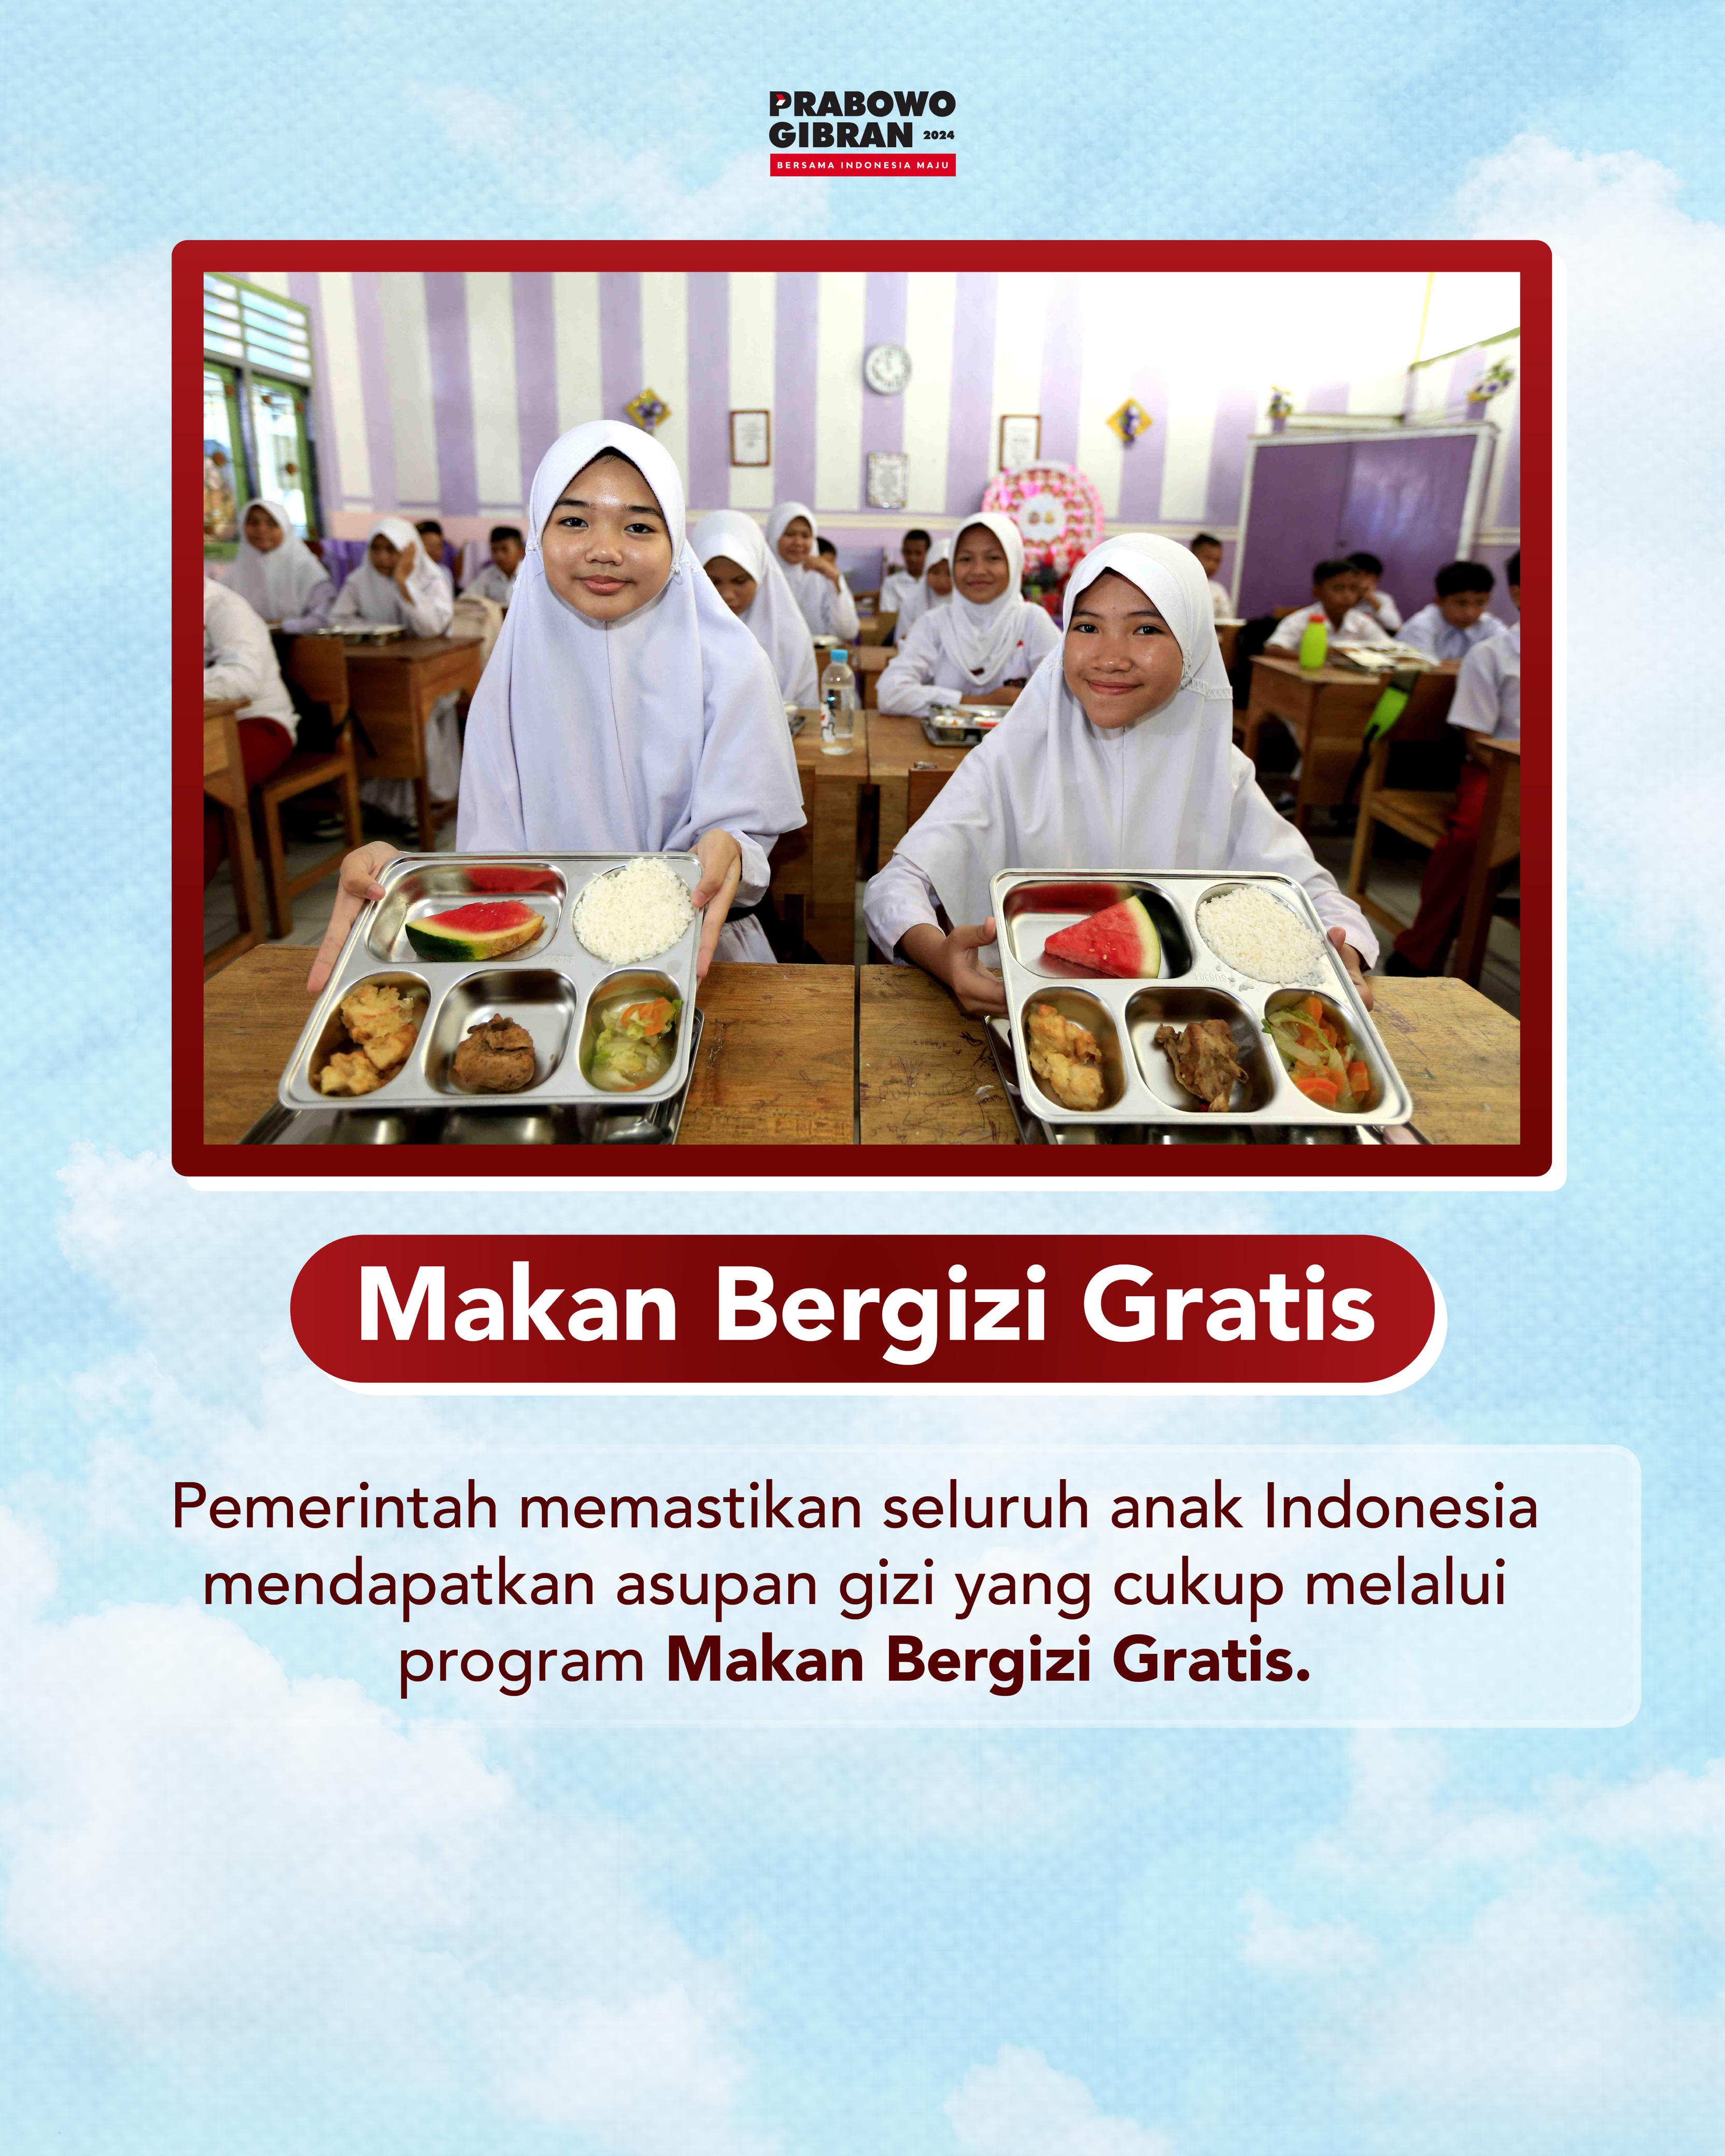 PRABOWO
GIBRAN 2024
BERSAMA INDONESIA MAJU
Makan Bergizi Gratis
Pemerintah memastikan seluruh anak Indonesia
mendapatkan asupan gizi yang cukup melalui
program Makan Bergizi Gratis.